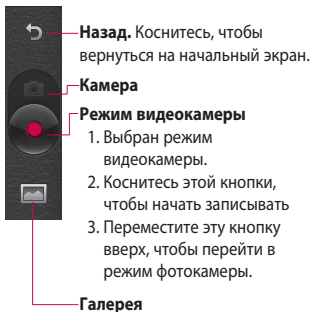 Назад. Коснитесь, чтобы
вернуться на начальный экран.
Камера
Режим видеокамеры
1. Выбран режим
видеокамеры.
2. Коснитесь этой кнопки,
чтобы начать записывать
3. Переместите эту кнопку
вверх, чтобы перейти в
режим фотокамеры.
Галерея